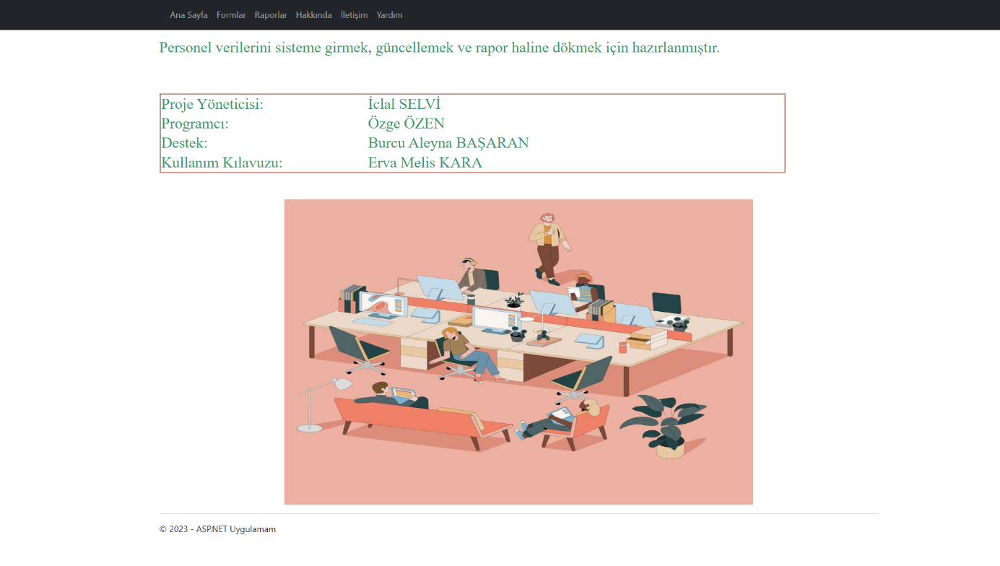 Ana Sayfa Formlar Raporlar Hakkında İletişim Yardım
Personel verilerini sisteme girmek, güncellemek ve rapor haline dökmek için hazırlanmıştır.
Proje Yöneticisi: İclal SELVİ
Programcı: Özge ÖZEN
Destek: Burcu Aleyna BAŞARAN
Kullanım Kılavuzu: Erva Melis KARA
© 2023 - ASP.NET Uygulamam